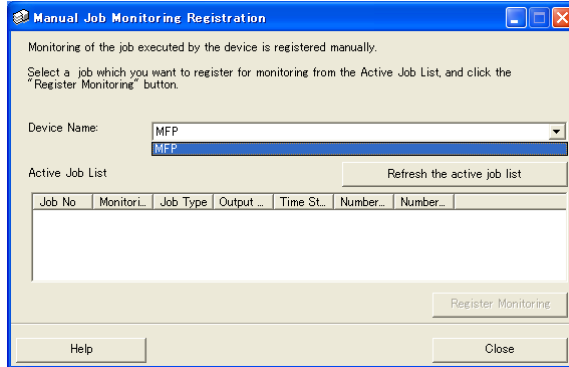 Manual Job Monitoring Registration
Monitoring of the job executed by the device is registered manually.
Select a job which you want to register for monitoring from the Active Job List, and click the
"Register Monitoring" button.
Device Name:
MFP
MFP
Active Job List
Refresh the active job list
Job No Monitori... Job Type Output ... Time St... Number... Number...
Register Monitoring
Help
Close